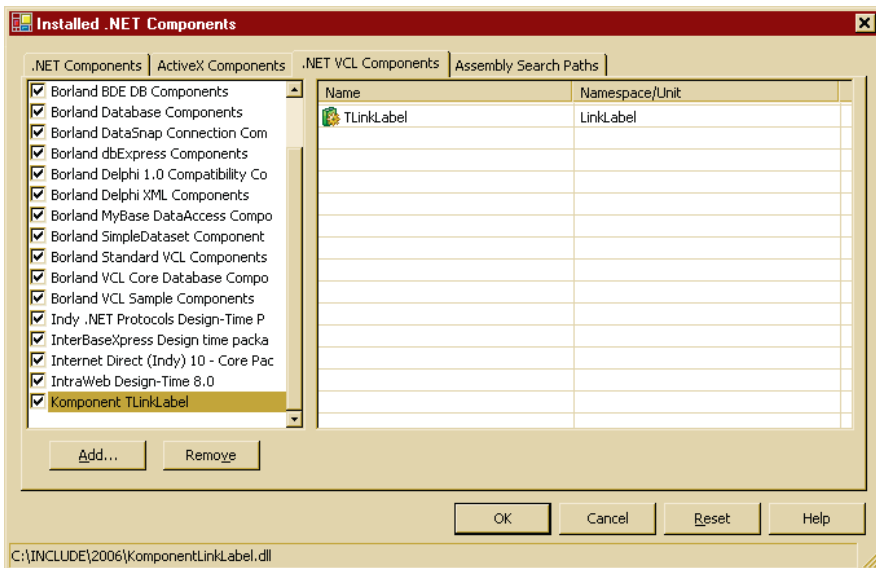 Installed .NET Components
.NET Components ActiveX Components .NET VCL Components Assembly Search Paths
Borland BDE DB Components
Borland Database Components
Borland DataSnap Connection Com
Borland dbExpress Components
Borland Delphi 1.0 Compatibility Co
Borland Delphi XML Components
Borland MyBase DataAccess Compo
Borland SimpleDataset Component
Borland Standard VCL Components
Borland VCL Core Database Compo
Borland VCL Sample Components
Indy .NET Protocols Design-Time P
InterBaseXpress Design time packa
Internet Direct (Indy) 10 - Core Pac
IntraWeb Design-Time 8.0
Komponent TLinkLabel
Name Namespace/Unit
TLinkLabel LinkLabel
Add... Remove
OK Cancel Reset Help
C:\INCLUDE\2006\KomponentLinkLabel.dll